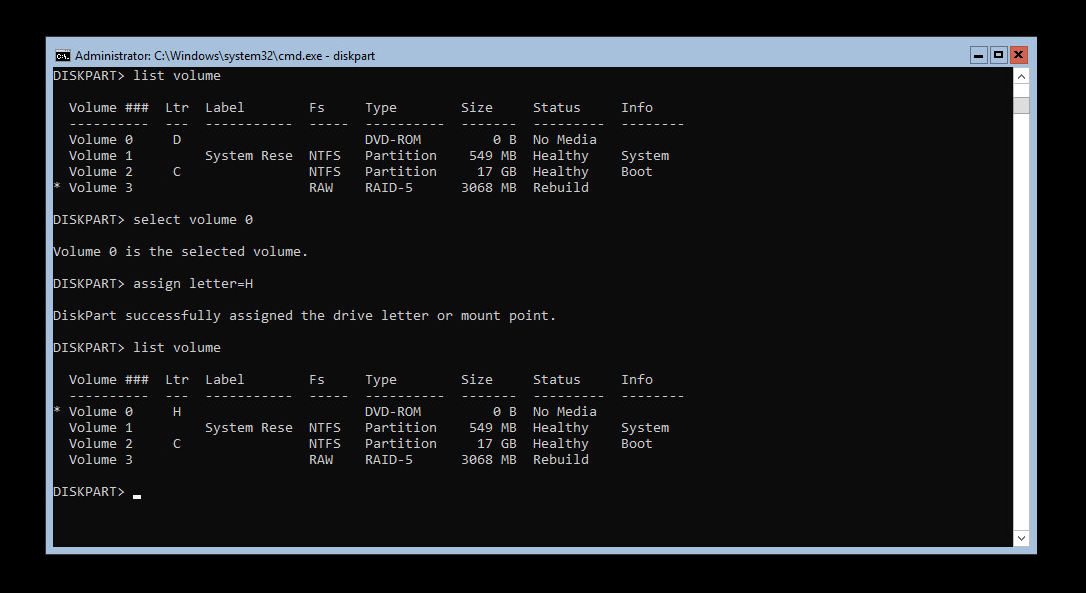 Administrator: C:\Windows\system32\cmd.exe - diskpart
DISKPART> list volume
  Volume ###  Ltr  Label        Fs     Type        Size     Status     Info
  ----------  ---  -----------  -----  ----------  -------  ---------  --------
  Volume 0     D                       DVD-ROM         0 B  No Media
  Volume 1         System Rese  NTFS   Partition    549 MB  Healthy    System
  Volume 2     C                NTFS   Partition     17 GB  Healthy    Boot
* Volume 3                      RAW    RAID-5      3068 MB  Rebuild
DISKPART> select volume 0
Volume 0 is the selected volume.
DISKPART> assign letter=H
DiskPart successfully assigned the drive letter or mount point.
DISKPART> list volume
  Volume ###  Ltr  Label        Fs     Type        Size     Status     Info
  ----------  ---  -----------  -----  ----------  -------  ---------  --------
* Volume 0     H                       DVD-ROM         0 B  No Media
  Volume 1         System Rese  NTFS   Partition    549 MB  Healthy    System
  Volume 2     C                NTFS   Partition     17 GB  Healthy    Boot
  Volume 3                      RAW    RAID-5      3068 MB  Rebuild
DISKPART>